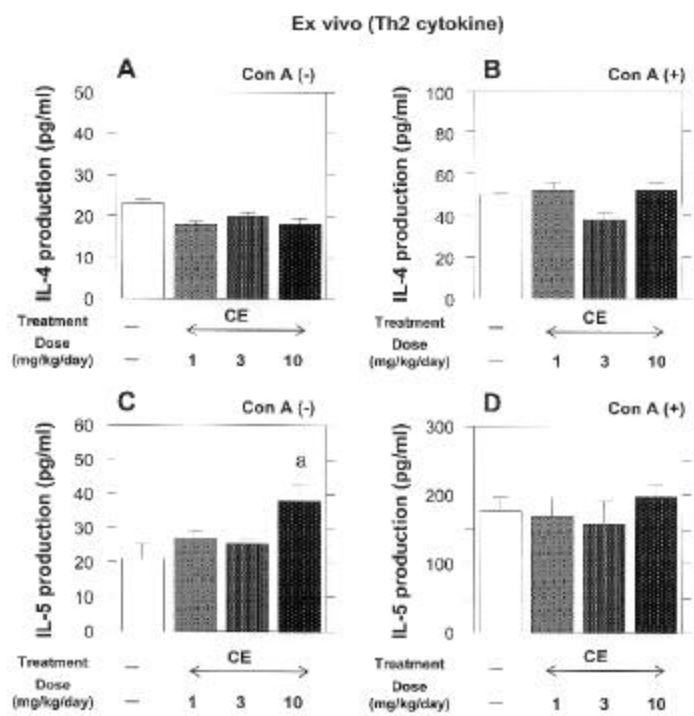 Ex vivo (Th2 cytokine)
A
Con A (-)
IL-4 production (pg/ml)
50
40
30
20
10
0
Treatment — CE
Dose
(mg/kg/day) — 1 3 10
B
Con A (+)
IL-4 production (pg/ml)
100
80
60
40
20
0
Treatment — CE
Dose
(mg/kg/day) — 1 3 10
C
Con A (-)
IL-5 production (pg/ml)
60
50
40
30
20
10
0
a
Treatment — CE
Dose
(mg/kg/day) — 1 3 10
D
Con A (+)
IL-5 production (pg/ml)
300
200
100
0
Treatment — CE
Dose
(mg/kg/day) — 1 3 10